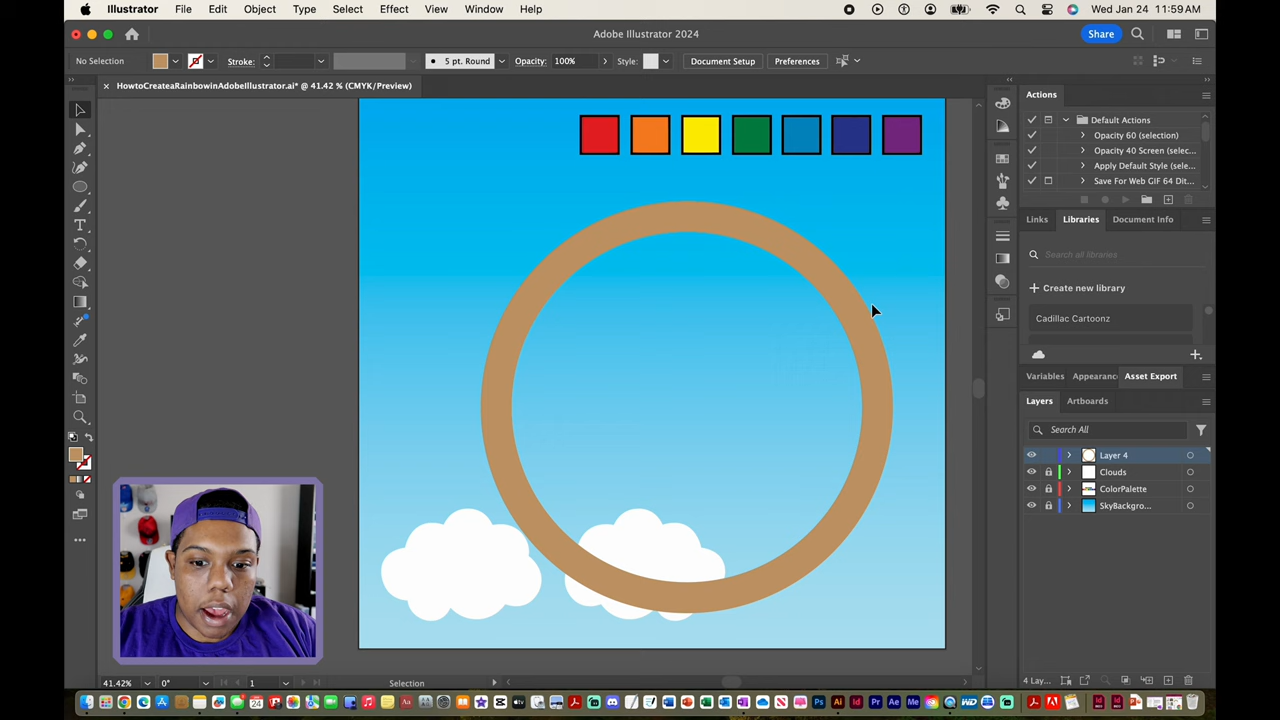 Illustrator File Edit Object Type Select Effect View Window Help Wed Jan 24 11:59 AM
Adobe Illustrator 2024 Share
No Selection Stroke: 5 pt. Round Opacity: 100% Style: Document Setup Preferences
× HowtoCreateaRainbowinAdobeIllustrator.ai* @ 41.42 % (CMYK/Preview)
Actions
Default Actions
Opacity 60 (selection)
Opacity 40 Screen (selec...
Apply Default Style (sele...
Save For Web GIF 64 Dit...
Links Libraries Document Info
Search all libraries
+ Create new library
Cadillac Cartoonz
Variables Appearanc Asset Export
Layers Artboards
Search All
Layer 4
Clouds
ColorPalette
SkyBackgro...
41.42% 0° 1 Selection 4 Lay...